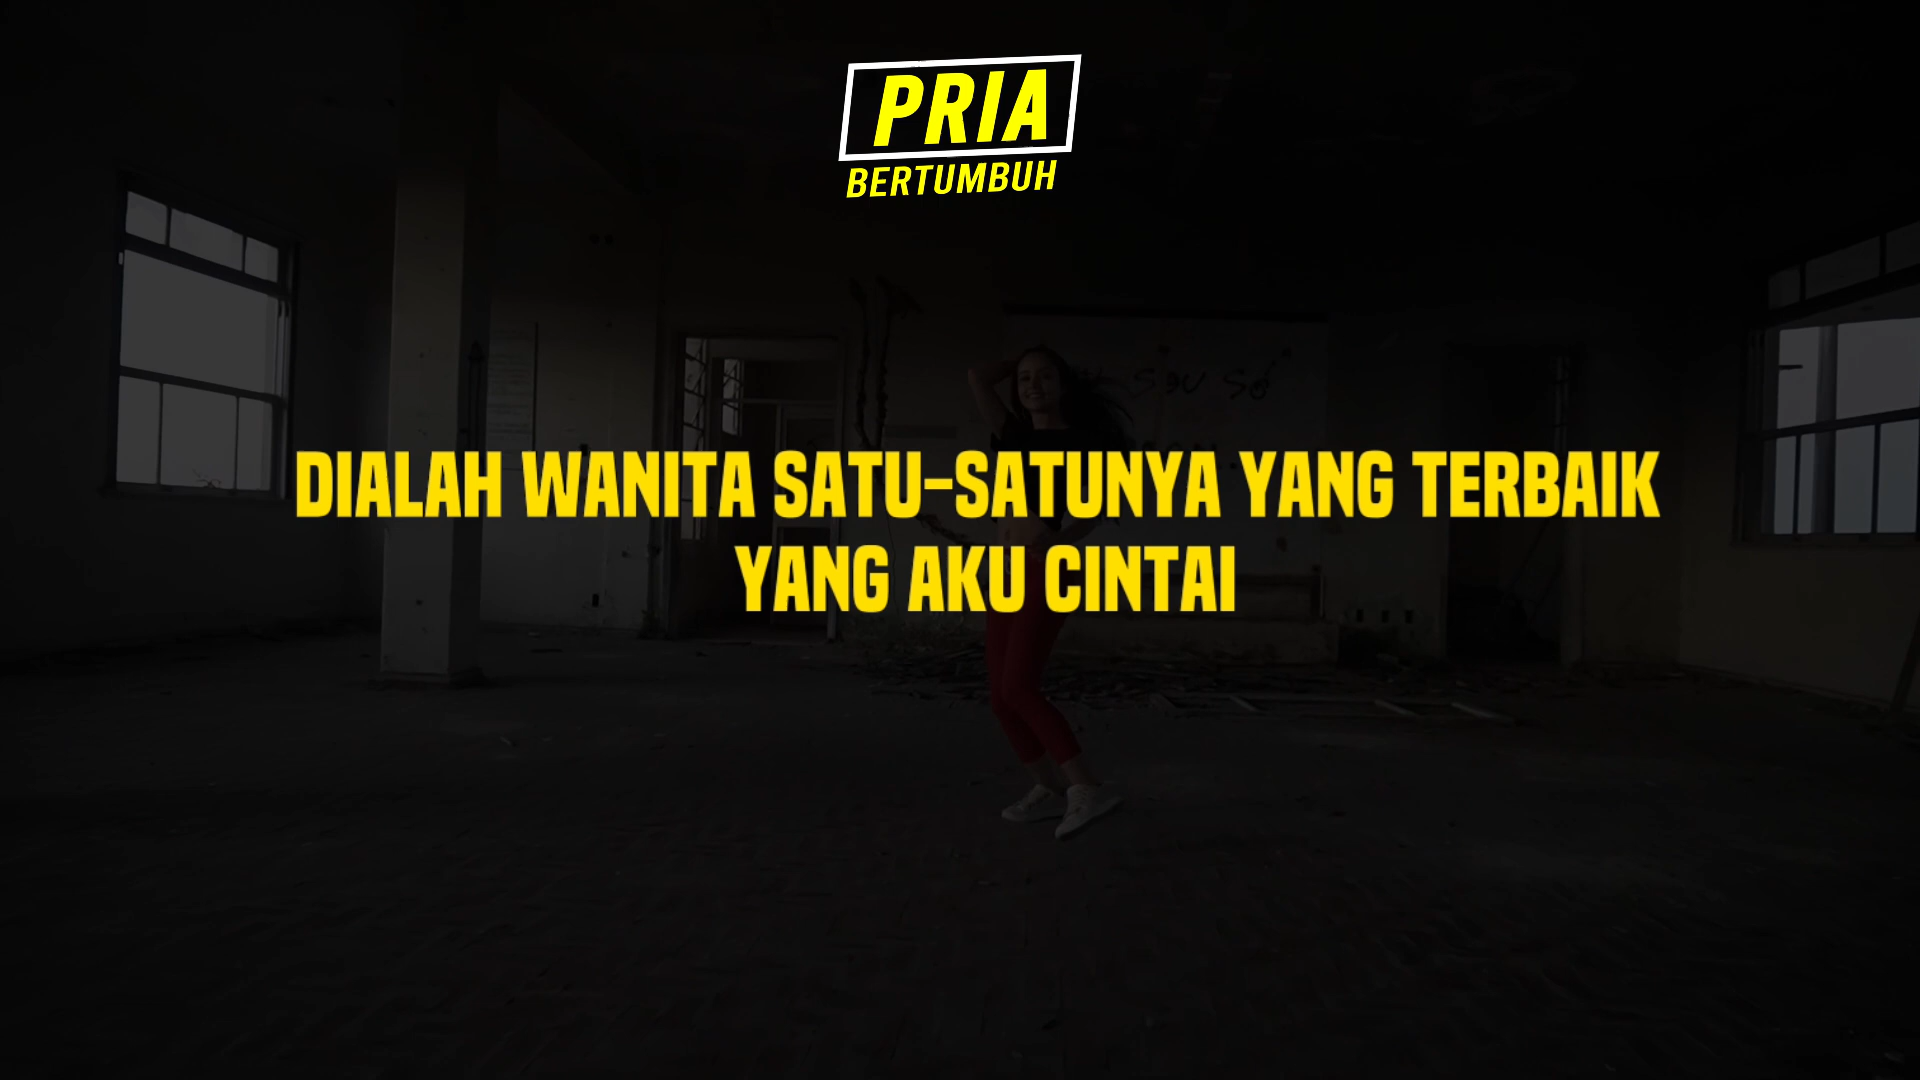 PRIA
BERTUMBUH
DIALAH WANITA SATU-SATUNYA YANG TERBAIK
YANG AKU CINTAI